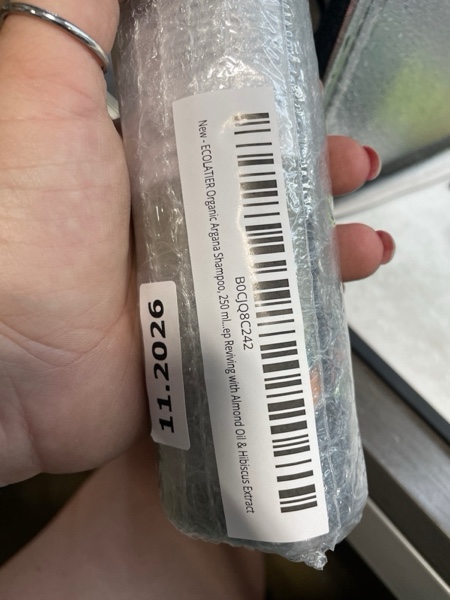 B0CJQ8C242
New - ECOLATIER Organic Argana Shampoo, 250 ml...ep Reviving with Almond Oil & Hibiscus Extract
11.2026